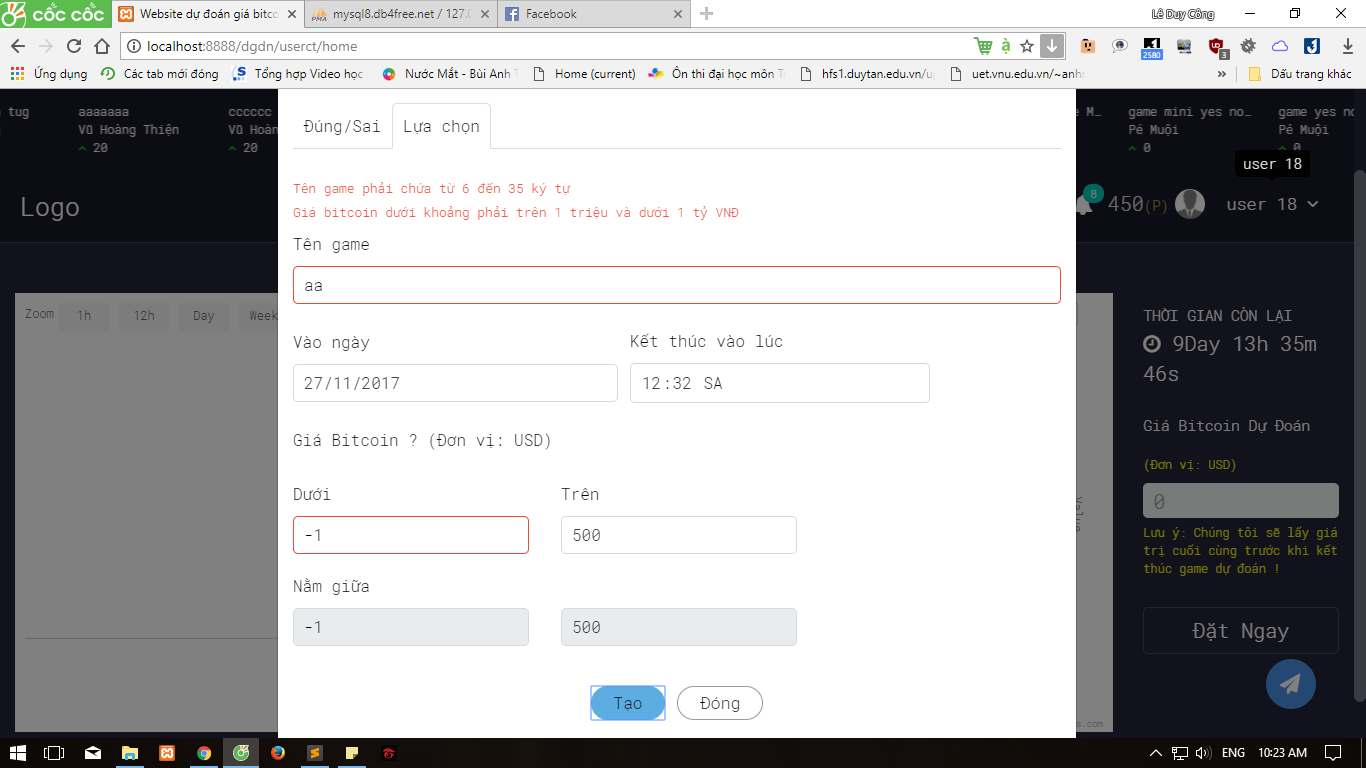 cốc cốc
Website dự đoán giá bitco
mysql8.db4free.net / 127.0
Facebook
Lê Duy Công
localhost:8888/dgdn/userct/home
2580
3
Ứng dụng
Các tab mới đóng
Tổng hợp Video học
Nước Mắt - Bùi Anh T
Home (current)
Ôn thi đại học môn
hfs1.duytan.edu.vn/up
uet.vnu.edu.vn/~anhn
»
Dấu trang khác
tug
aaaaaaa
Vũ Hoàng Thiện
20
cccccc
Vũ Hoàn
20
e M…
game mini yes no…
Pé Muội
0
game yes no
Pé Muội
0
user 18
Logo
8
450(P)
user 18
Đúng/Sai
Lựa chọn
Tên game phải chứa từ 6 đến 35 ký tự
Giá bitcoin dưới khoảng phải trên 1 triệu và dưới 1 tỷ VNĐ
Tên game
aa
Vào ngày
Kết thúc vào lúc
27/11/2017
12:32 SA
Giá Bitcoin ? (Đơn vị: USD)
Dưới
Trên
-1
500
Nằm giữa
-1
500
Tạo
Đóng
Zoom
1h
12h
Day
Week
Value
s.com
THỜI GIAN CÒN LẠI
9Day 13h 35m
46s
Giá Bitcoin Dự Đoán
(Đơn vị: USD)
0
Lưu ý: Chúng tôi sẽ lấy giá
trị cuối cùng trước khi kết
thúc game dự đoán !
Đặt Ngay
ENG
10:23 AM